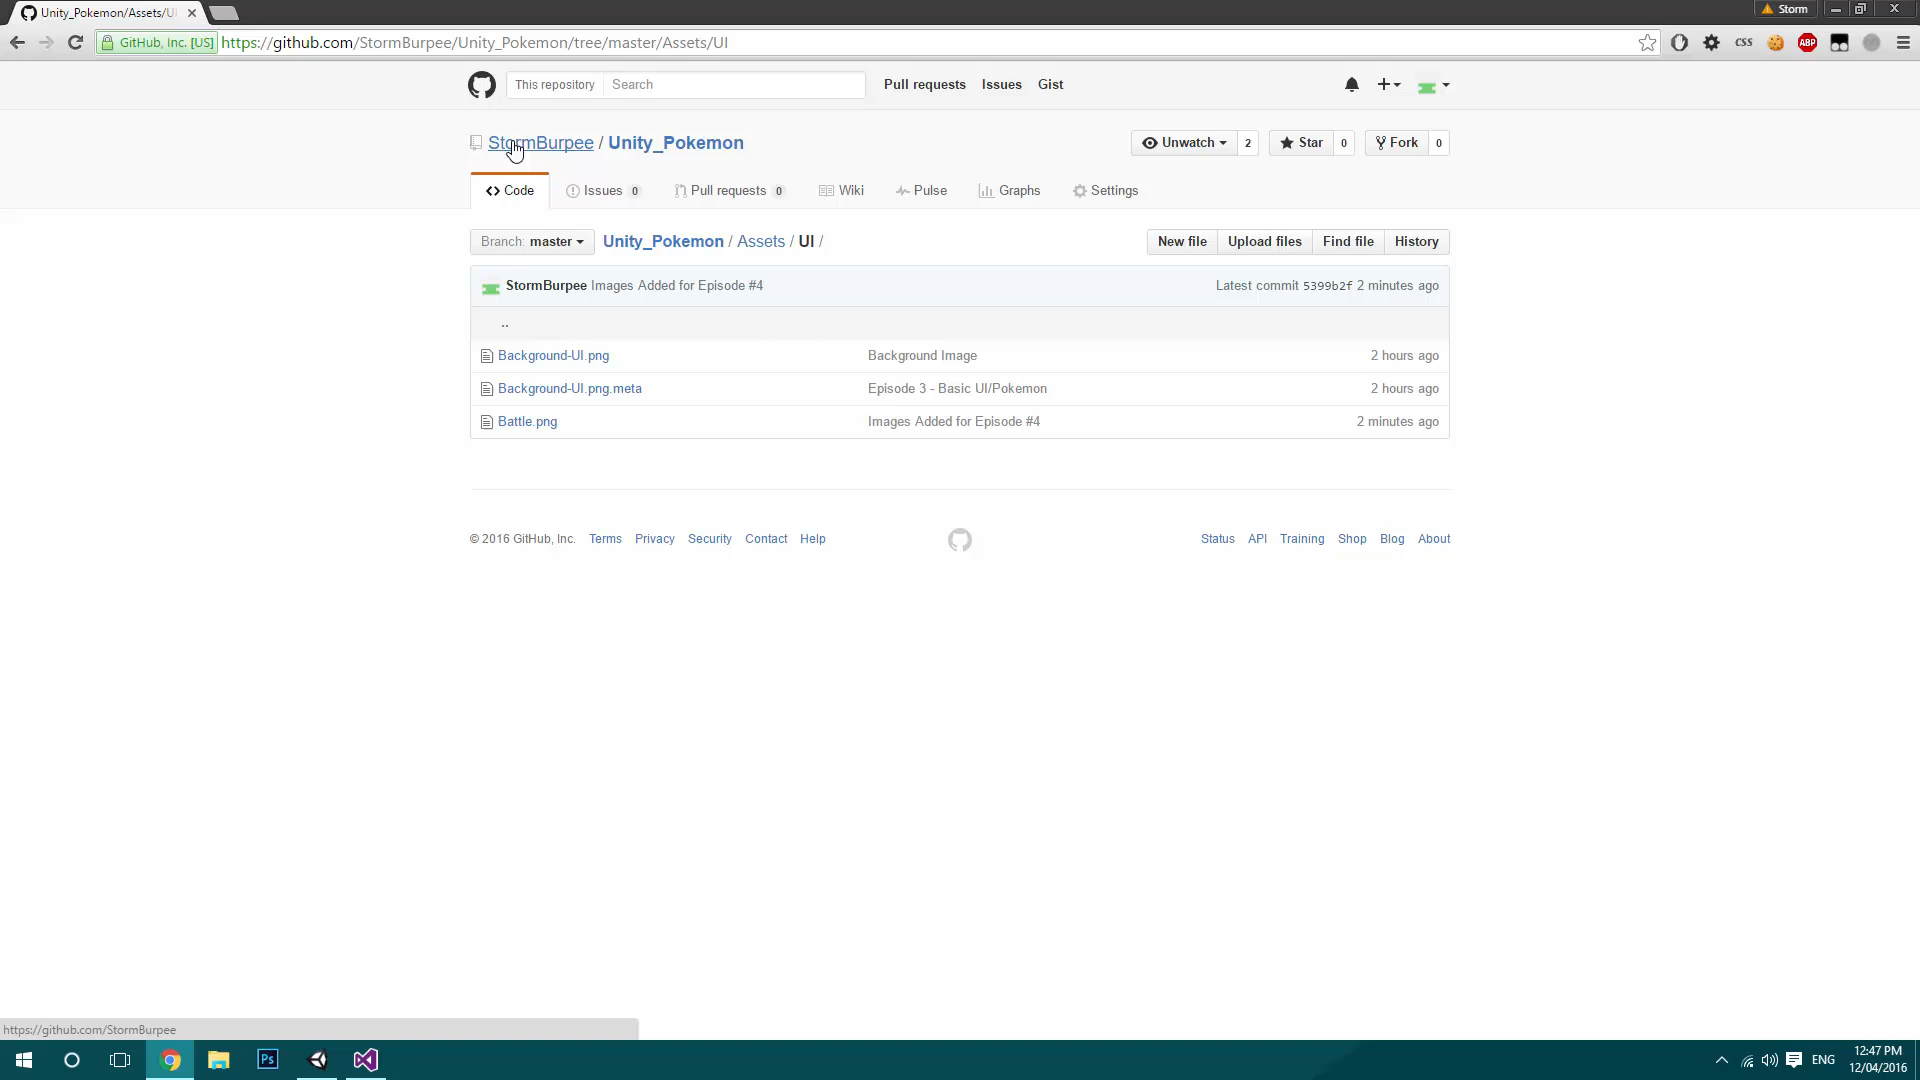 Unity_Pokemon/Assets/UI
Storm
GitHub, Inc. [US] https://github.com/StormBurpee/Unity_Pokemon/tree/master/Assets/UI
css ABP
This repository Search Pull requests Issues Gist
StormBurpee / Unity_Pokemon Unwatch 2 Star 0 Fork 0
Code Issues 0 Pull requests 0 Wiki Pulse Graphs Settings
Branch: master Unity_Pokemon / Assets / UI / New file Upload files Find file History
StormBurpee Images Added for Episode #4 Latest commit 5399b2f 2 minutes ago
..
Background-UI.png Background Image 2 hours ago
Background-UI.png.meta Episode 3 - Basic UI/Pokemon 2 hours ago
Battle.png Images Added for Episode #4 2 minutes ago
© 2016 GitHub, Inc. Terms Privacy Security Contact Help Status API Training Shop Blog About
https://github.com/StormBurpee
Ps ENG 12:47 PM
12/04/2016